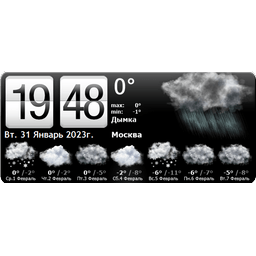 19 48
0°
max: 0°
min: -1°
Дымка
Вт. 31 Январь 2023г.
Москва
0° / -2° 0° / -2° 0° / -5° -2° / -8° -6° / -11° -6° / -7° -5° / -8°
Ср.1 Февраль Чт.2 Февраль Пт.3 Февраль Сб.4 Февраль Вс.5 Февраль Пн.6 Февраль Вт.7 Февраль